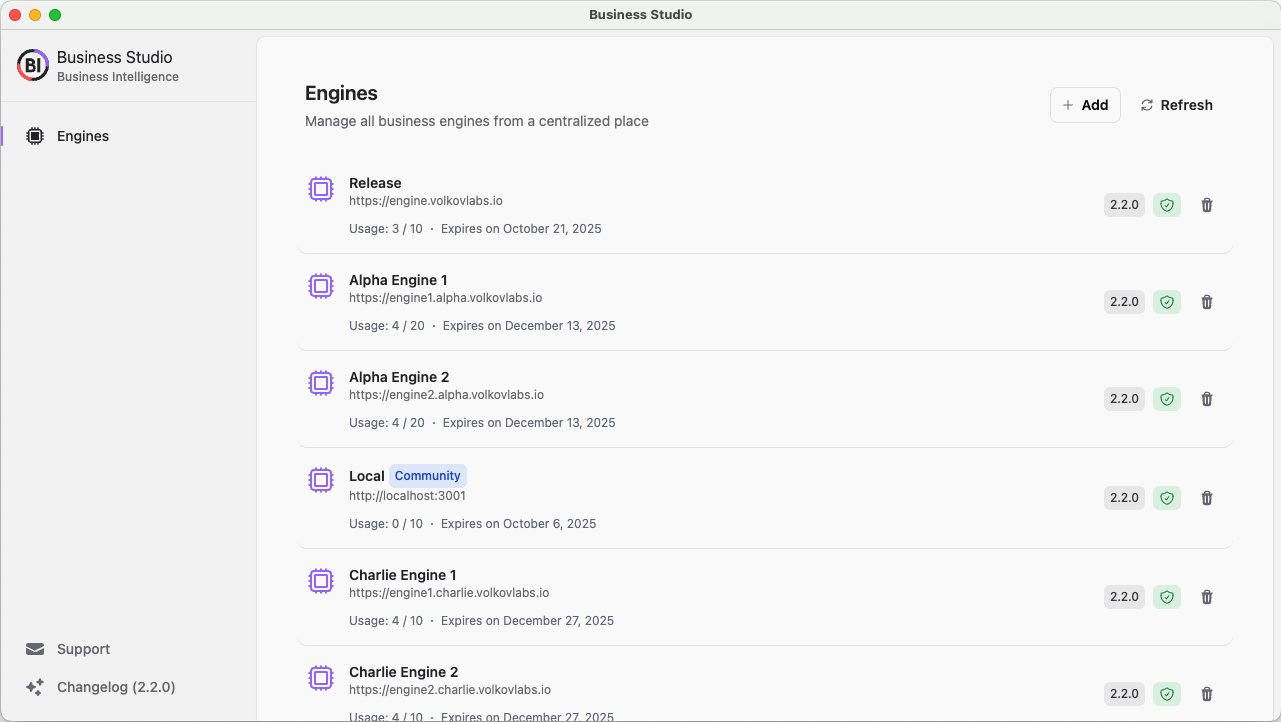 Business Studio
BI
Business Studio
Business Intelligence
Engines
Support
Changelog (2.2.0)
Engines
Manage all business engines from a centralized place
Add
Refresh
Release
https://engine.volkovlabs.io
Usage: 3 / 10 · Expires on October 21, 2025
2.2.0
Alpha Engine 1
https://engine1.alpha.volkovlabs.io
Usage: 4 / 20 · Expires on December 13, 2025
2.2.0
Alpha Engine 2
https://engine2.alpha.volkovlabs.io
Usage: 4 / 20 · Expires on December 13, 2025
2.2.0
Local Community
http://localhost:3001
Usage: 0 / 10 · Expires on October 6, 2025
2.2.0
Charlie Engine 1
https://engine1.charlie.volkovlabs.io
Usage: 4 / 10 · Expires on December 27, 2025
2.2.0
Charlie Engine 2
https://engine2.charlie.volkovlabs.io
Usage: 4 / 10 · Expires on December 27, 2025
2.2.0